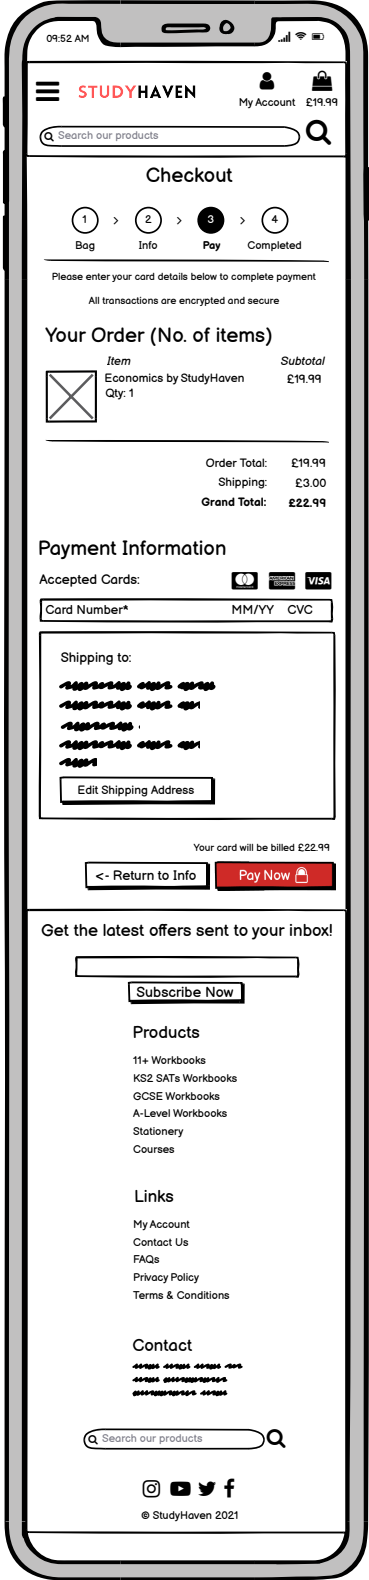 09:52 AM
STUDYHAVEN
My Account £19.99
Search our products
Checkout
1 > 2 > 3 > 4
Bag Info Pay Completed
Please enter your card details below to complete payment
All transactions are encrypted and secure
Your Order (No. of items)
Item Subtotal
Economics by StudyHaven £19.99
Qty: 1
Order Total: £19.99
Shipping: £3.00
Grand Total: £22.99
Payment Information
Accepted Cards: AMERICAN EXPRESS VISA
Card Number* MM/YY CVC
Shipping to:
Edit Shipping Address
Your card will be billed £22.99
<- Return to Info Pay Now
Get the latest offers sent to your inbox!
Subscribe Now
Products
11+ Workbooks
KS2 SATs Workbooks
GCSE Workbooks
A-Level Workbooks
Stationery
Courses
Links
My Account
Contact Us
FAQs
Privacy Policy
Terms & Conditions
Contact
Search our products
© StudyHaven 2021